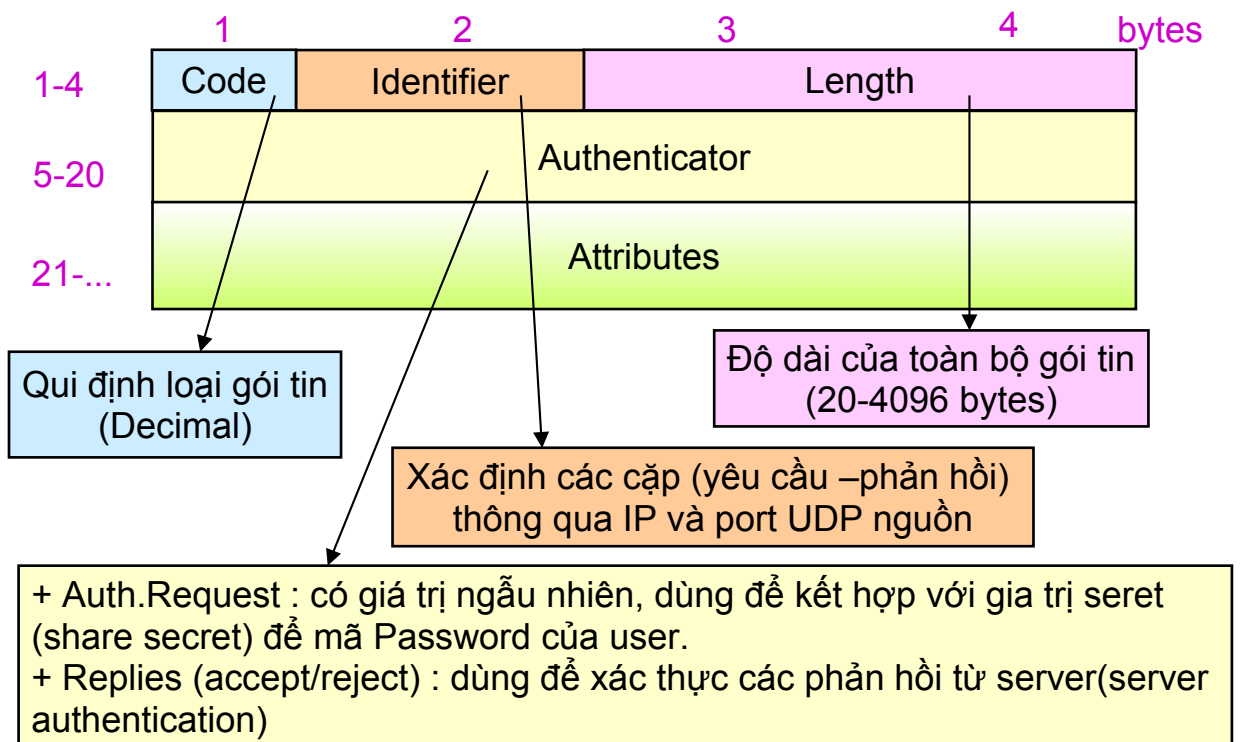 1 2 3 4 bytes
1-4 Code Identifier Length
5-20 Authenticator
21-... Attributes
Qui định loại gói tin
(Decimal)
Độ dài của toàn bộ gói tin
(20-4096 bytes)
Xác định các cặp (yêu cầu –phản hồi)
thông qua IP và port UDP nguồn
+ Auth.Request : có giá trị ngẫu nhiên, dùng để kết hợp với gia trị seret
(share secret) để mã Password của user.
+ Replies (accept/reject) : dùng để xác thực các phản hồi từ server(server
authentication)